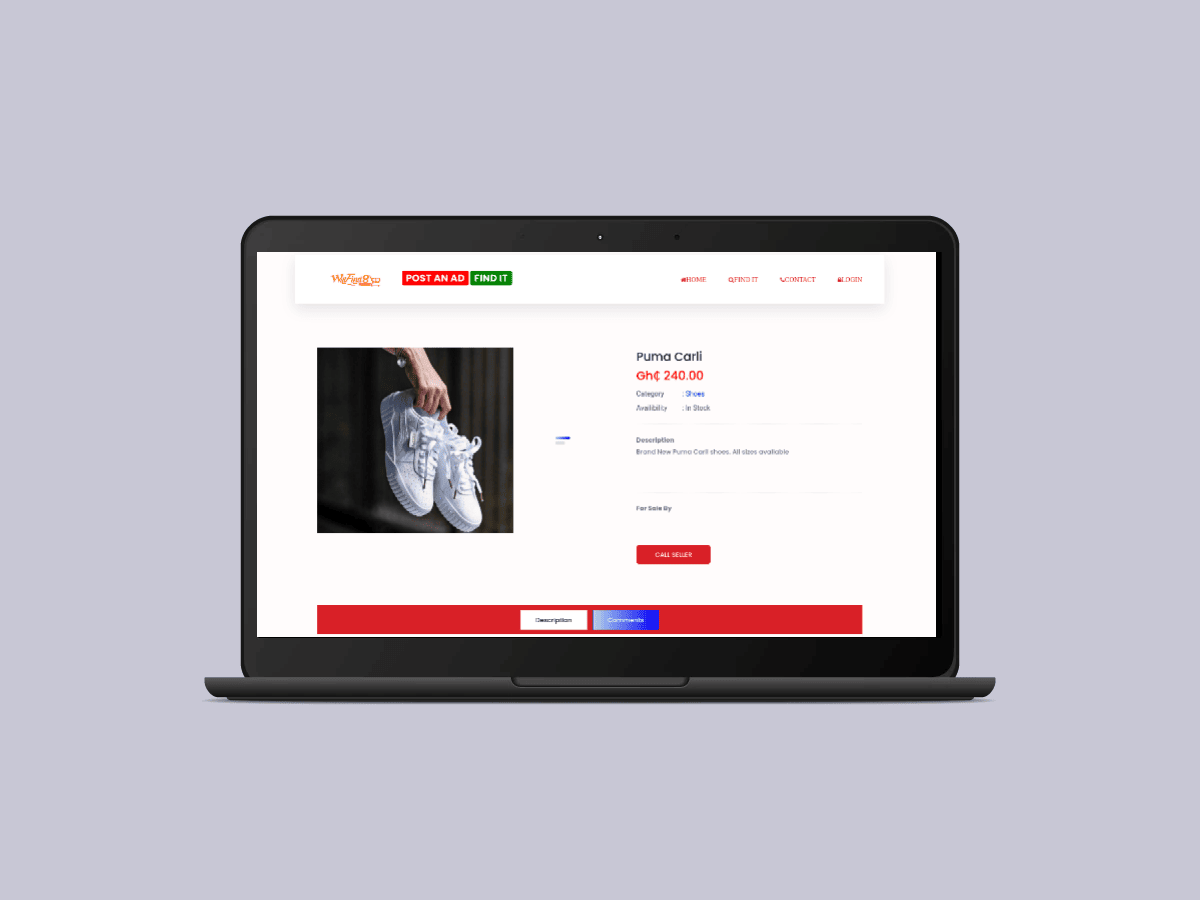 POST AN AD FIND IT HOME FIND IT CONTACT LOGIN
Puma Carli
Gh₵ 240.00
Category : Shoes
Availibility : In Stock
Description
Brand New Puma Carli shoes. All sizes available
For Sale By
CALL SELLER
Description Comments